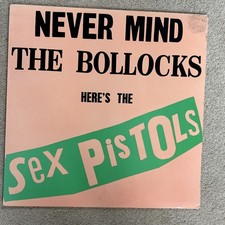 NEVER MIND
THE BOLLOCKS
HERE'S THE
Sex PiSTOLS